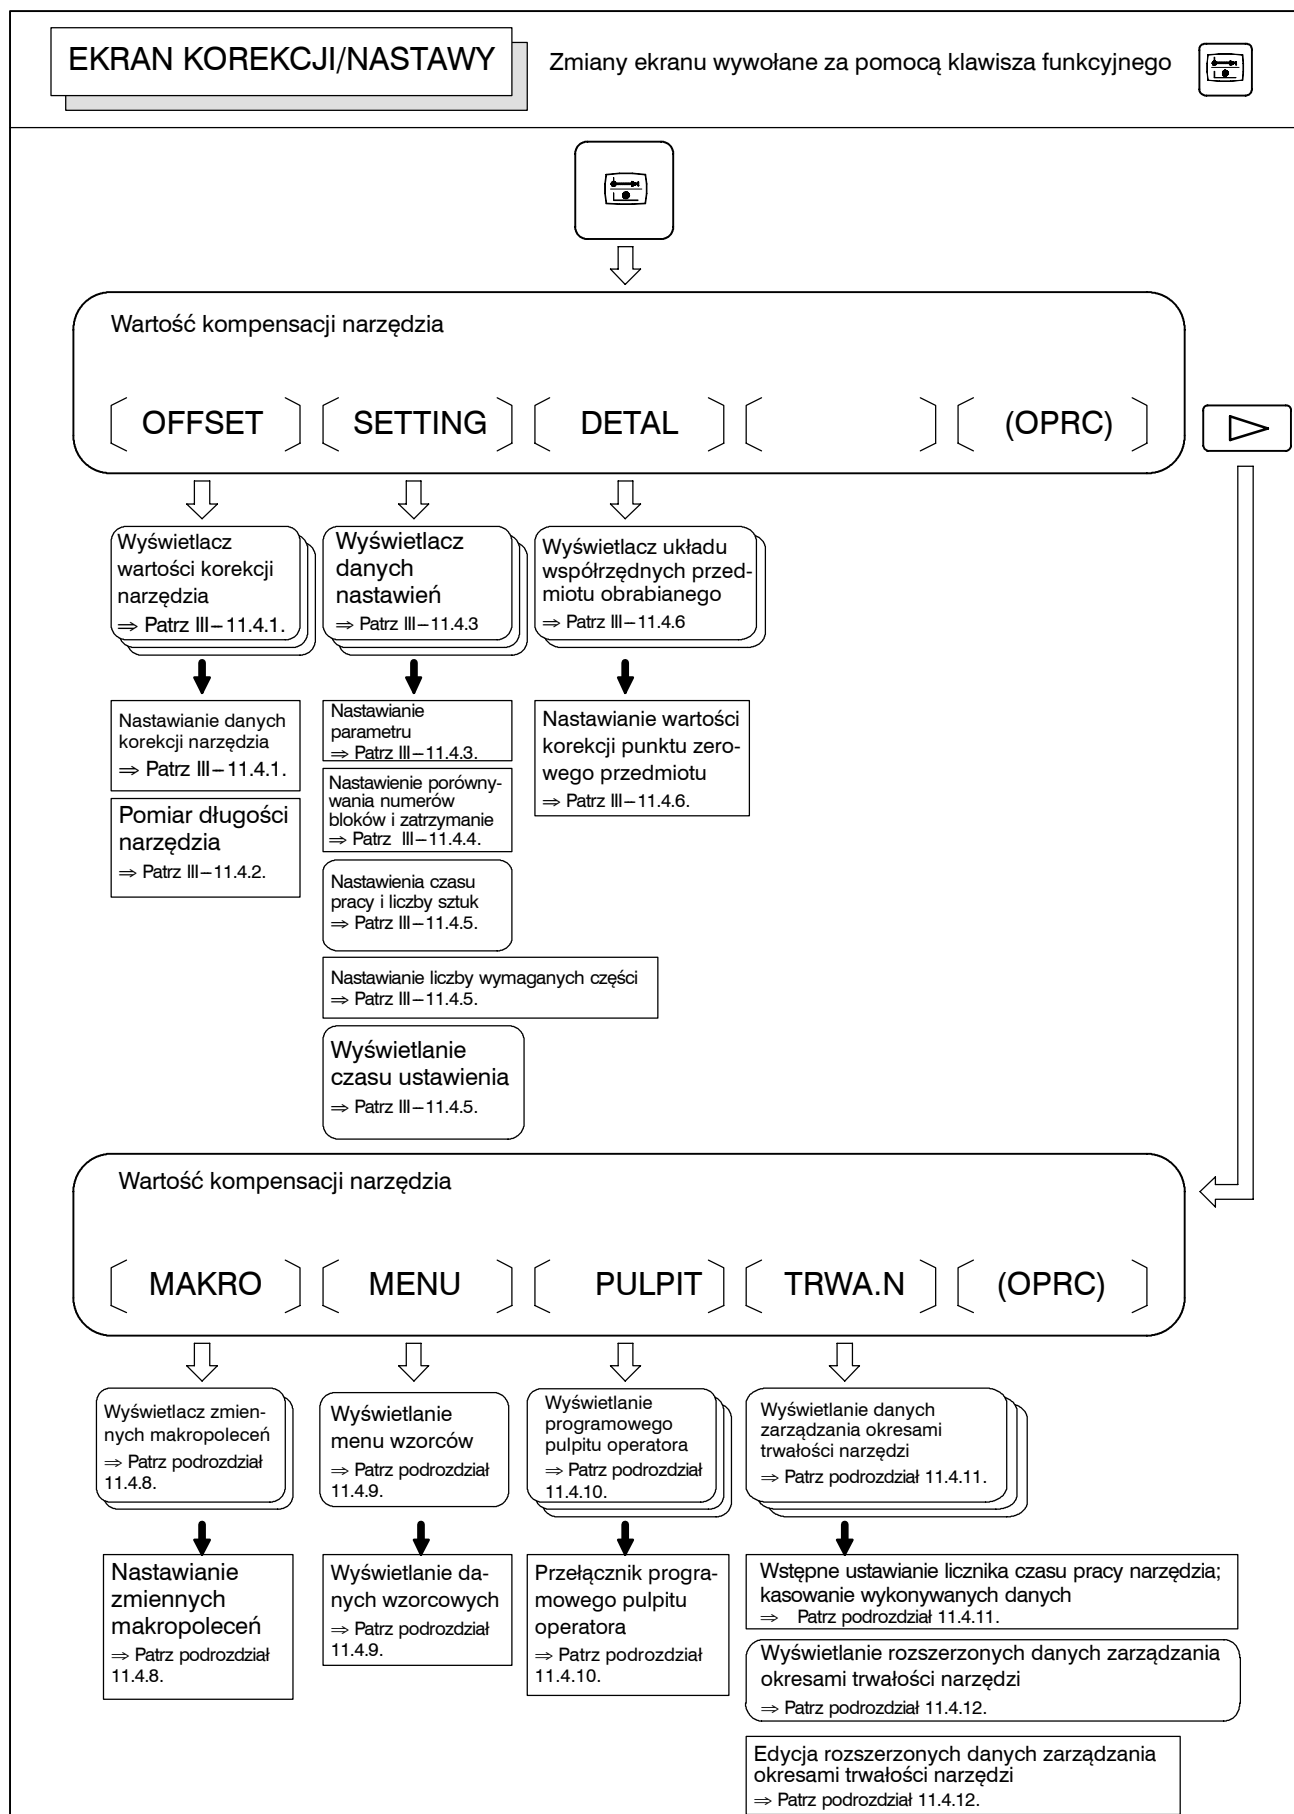 EKRAN KOREKCJI/NASTAWY
Zmiany ekranu wywołane za pomocą klawisza funkcyjnego
Wartość kompensacji narzędzia
OFFSET
SETTING
DETAL
(OPRC)
Wyświetlacz
wartości korekcji
narzędzia
⇒ Patrz III–11.4.1.
Wyświetlacz
danych
nastawień
⇒ Patrz III–11.4.3
Wyświetlacz układu
współrzędnych przed-
miotu obrabianego
⇒ Patrz III–11.4.6
Nastawianie danych
korekcji narzędzia
⇒ Patrz III–11.4.1.
Pomiar długości
narzędzia
⇒ Patrz III–11.4.2.
Nastawianie
parametru
⇒ Patrz III–11.4.3.
Nastawienie porówny-
wania numerów
bloków i zatrzymanie
⇒ Patrz III–11.4.4.
Nastawienia czasu
pracy i liczby sztuk
⇒ Patrz III–11.4.5.
Nastawianie liczby wymaganych części
⇒ Patrz III–11.4.5.
Wyświetlanie
czasu ustawienia
⇒ Patrz III–11.4.5.
Nastawianie wartości
korekcji punktu zero-
wego przedmiotu
⇒ Patrz III–11.4.6.
Wartość kompensacji narzędzia
MAKRO
MENU
PULPIT
TRWA.N
(OPRC)
Wyświetlacz zmien-
nych makropoleceń
⇒ Patrz podrozdział
11.4.8.
Wyświetlanie
menu wzorców
⇒ Patrz podrozdział
11.4.9.
Wyświetlanie
programowego
pulpitu operatora
⇒ Patrz podrozdział
11.4.10.
Wyświetlanie danych
zarządzania okresami
trwałości narzędzi
⇒ Patrz podrozdział 11.4.11.
Nastawianie
zmiennych
makropoleceń
⇒ Patrz podrozdział
11.4.8.
Wyświetlanie da-
nych wzorcowych
⇒ Patrz podrozdział
11.4.9.
Przełącznik progra-
mowego pulpitu
operatora
⇒ Patrz podrozdział
11.4.10.
Wstępne ustawianie licznika czasu pracy narzędzia;
kasowanie wykonywanych danych
⇒ Patrz podrozdział 11.4.11.
Wyświetlanie rozszerzonych danych zarządzania
okresami trwałości narzędzi
⇒ Patrz podrozdział 11.4.12.
Edycja rozszerzonych danych zarządzania
okresami trwałości narzędzi
⇒ Patrz podrozdział 11.4.12.